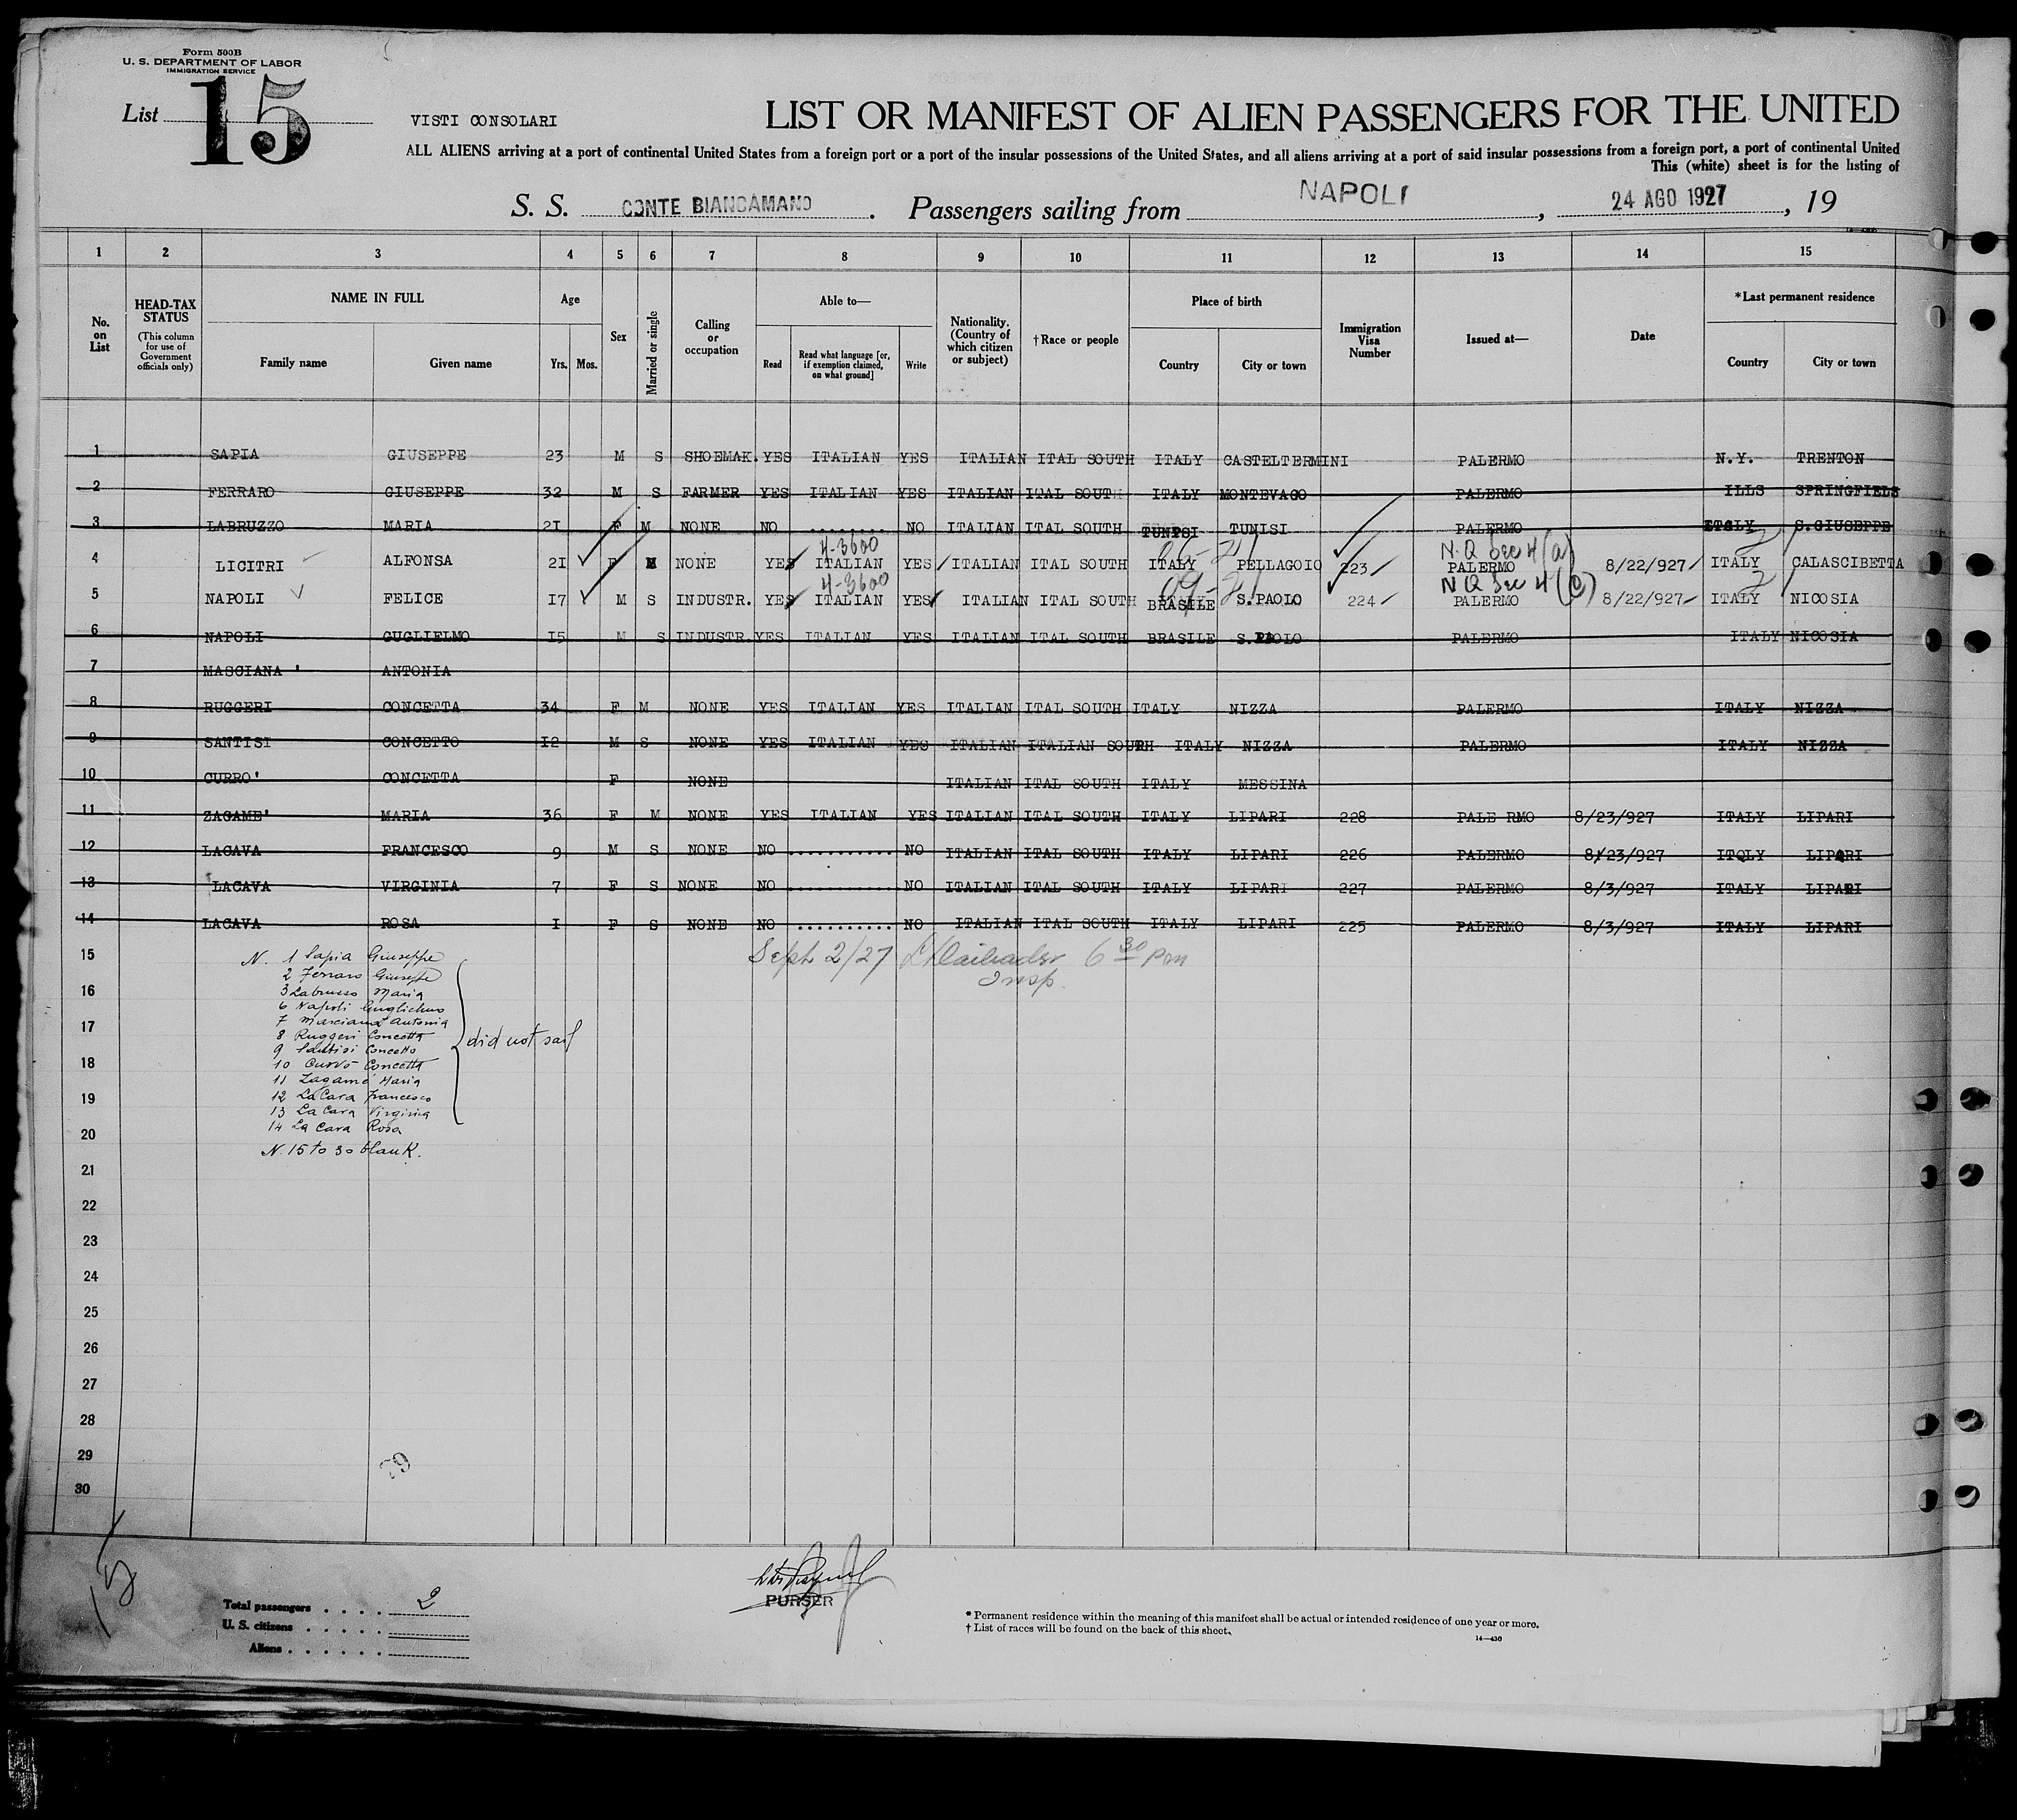 Form 500B
U. S. DEPARTMENT OF LABOR
IMMIGRATION SERVICE
List 15
VISTI CONSOLARI
LIST OR MANIFEST OF ALIEN PASSENGERS FOR THE UNITED
ALL ALIENS arriving at a port of continental United States from a foreign port or a port of the insular possessions of the United States, and all aliens arriving at a port of said insular possessions from a foreign port, a port of continental United
This (white) sheet is for the listing of
S. S. CONTE BIANCAMANO . Passengers sailing from NAPOLI , 24 AGO 1927 , 19
1 2 3 4 5 6 7 8 9 10 11 12 13 14 15
No. on List
HEAD-TAX STATUS (This column for use of Government officials only)
NAME IN FULL Family name Given name
Age Yrs. Mos.
Sex
Married or single
Calling or occupation
Able to— Read Read what language [or, if exemption claimed, on what ground] Write
Nationality. (Country of which citizen or subject)
†Race or people
Place of birth Country City or town
Immigration Visa Number
Issued at—
Date
*Last permanent residence Country City or town
1 SAPIA GIUSEPPE 23 M S SHOEMAK. YES ITALIAN YES ITALIAN ITAL SOUTH ITALY CASTELTERMINI PALERMO N.Y. TRENTON
2 FERRARO GIUSEPPE 32 M S FARMER YES ITALIAN YES ITALIAN ITAL SOUTH ITALY MONTEVAGO PALERMO ILLS SPRINGFIELS
3 LABRUZZO MARIA 21 F M NONE NO ........ NO ITALIAN ITAL SOUTH TUNISI TUNISI PALERMO ITALY S.GIUSEPPE
4-3600 N.Q Sec 4 (a)
4 LICITRI ALFONSA 21 F M NONE YES ITALIAN YES ITALIAN ITAL SOUTH ITALY PELLAGOIO 223 PALERMO 8/22/927 ITALY CALASCIBETTA
4-3600 N Q Sec 4 (c)
5 NAPOLI FELICE 17 M S INDUSTR. YES ITALIAN YES ITALIAN ITAL SOUTH BRASILE S.PAOLO 224 PALERMO 8/22/927 ITALY NICOSIA
6 NAPOLI GUGLIELMO 15 M S INDUSTR. YES ITALIAN YES ITALIAN ITAL SOUTH BRASILE S.PAOLO PALERMO ITALY NICOSIA
7 MASCIANA' ANTONIA
8 RUGGERI CONCETTA 34 F M NONE YES ITALIAN YES ITALIAN ITAL SOUTH ITALY NIZZA PALERMO ITALY NIZZA
9 SANTISI CONCETTO 12 M S NONE YES ITALIAN YES ITALIAN ITALIAN SOUTH ITALY NIZZA PALERMO ITALY NIZZA
10 CURRO' CONCETTA F NONE ITALIAN ITAL SOUTH ITALY MESSINA
11 ZAGAME' MARIA 36 F M NONE YES ITALIAN YES ITALIAN ITAL SOUTH ITALY LIPARI 228 PALE RMO 8/23/927 ITALY LIPARI
12 LACAVA FRANCESCO 9 M S NONE NO .......... NO ITALIAN ITAL SOUTH ITALY LIPARI 226 PALERMO 8/23/927 ITQLY LIPARI
13 LACAVA VIRGINIA 7 F S NONE NO .......... NO ITALIAN ITAL SOUTH ITALY LIPARI 227 PALERMO 8/3/927 ITALY LIPARI
14 LACAVA ROSA 1 F S NONE NO .......... NO ITALIAN ITAL SOUTH ITALY LIPARI 225 PALERMO 8/3/927 ITALY LIPARI
Sept 2/27 6 30 pm
Insp.
15
N. 1 Sapia Giuseppe
2 Ferraro Giuseppe
16
3 Labruzzo Maria
6 Napoli Guglielmo
17
7 Masciana' Antonia
8 Ruggeri Concetta
9 Santisi Concetto
did not sail
18
10 Curro' Concetta
11 Zagame' Maria
19
12 La Cava Francesco
13 La Cava Virginia
20
14 La Cava Rosa
N. 15 to 30 blank.
21
22
23
24
25
26
27
28
29
79
30
15
Total passengers . . . . 2
U. S. citizens . . . . .
Aliens . . . . . .
PURSER
* Permanent residence within the meaning of this manifest shall be actual or intended residence of one year or more.
† List of races will be found on the back of this sheet.
14—430